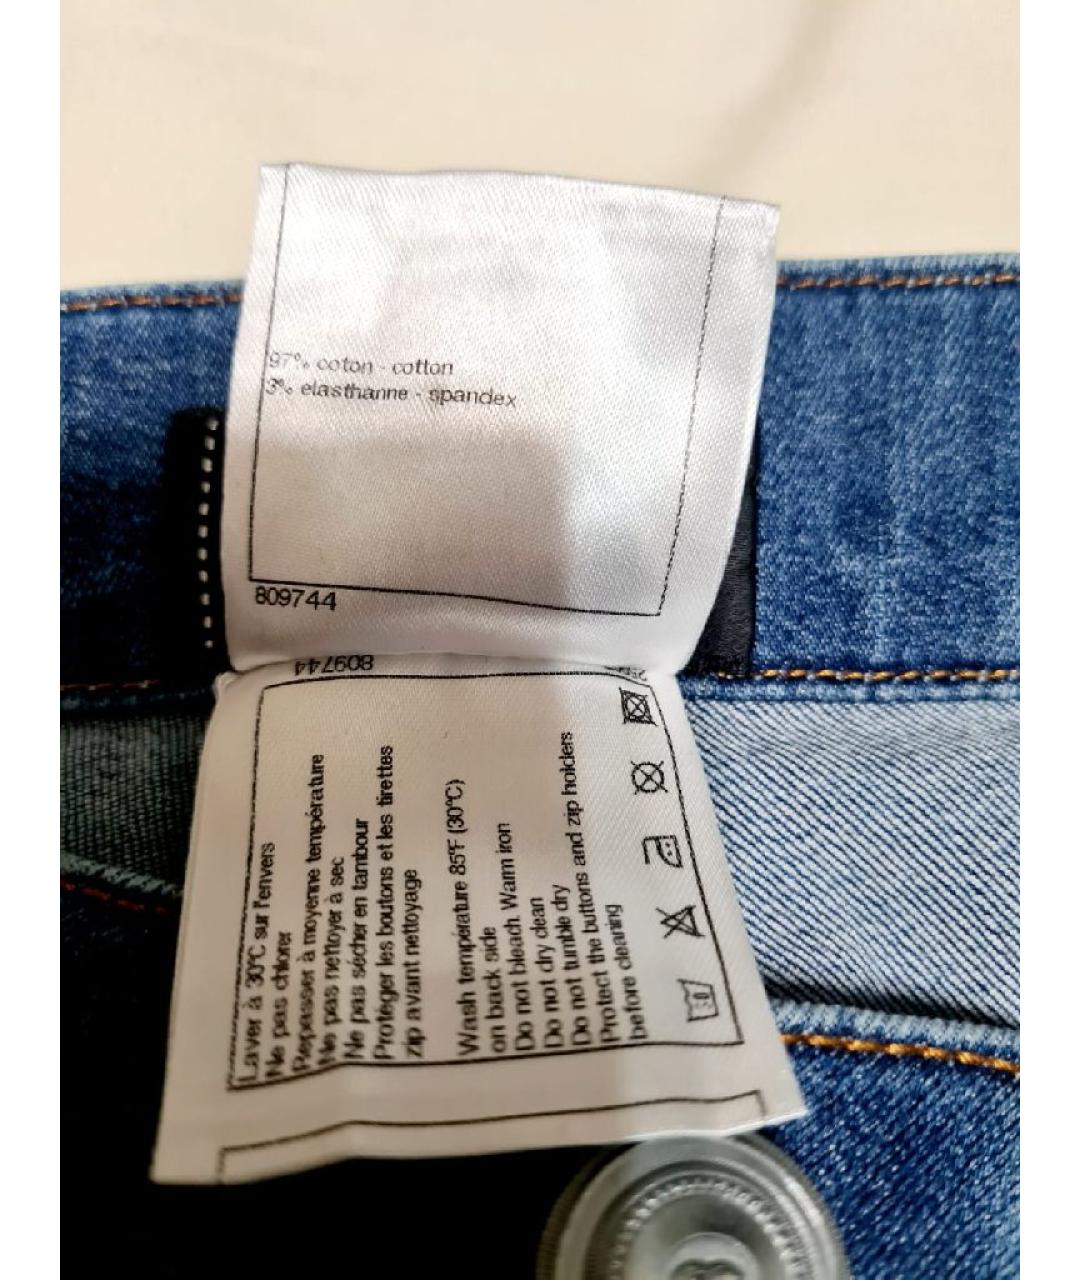 97% coton - cotton
3% elasthanne - spandex
809744
809744
Laver à 30°C sur l'envers
Ne pas chlorer
Repasser à moyenne température
Ne pas nettoyer à sec
Ne pas sécher en tambour
Protéger les boutons et les tirettes
zip avant nettoyage
Wash température 85°F (30°C)
on back side
Do not bleach Warm iron
Do not dry clean
Do not tumble dry
Protect the buttons and zip holders
before cleaning
30